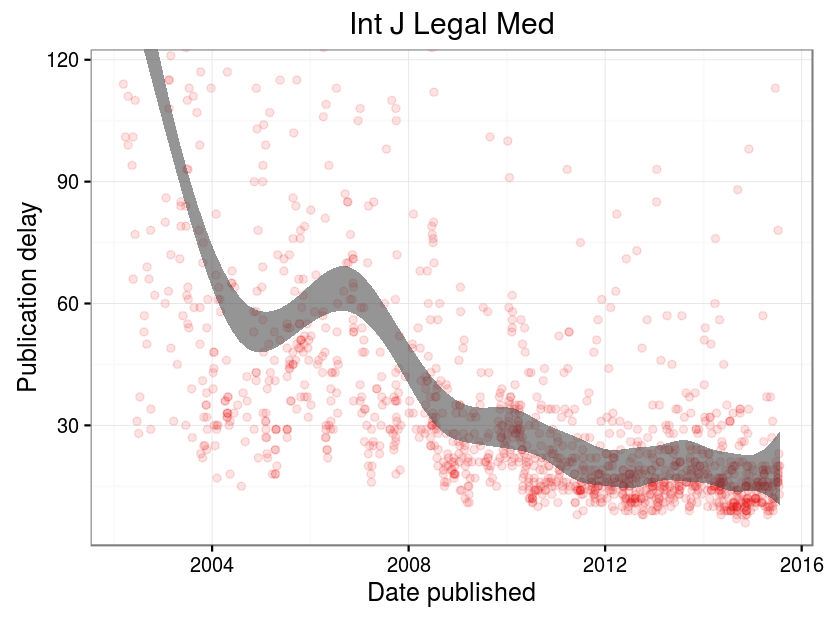 Int J Legal Med
120
90
60
30
Publication delay
2004
2008
2012
2016
Date published